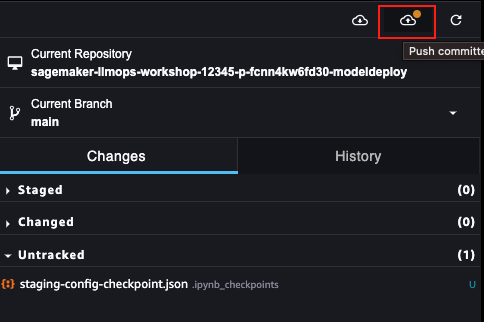 Push committe
Current Repository
sagemaker-llmops-workshop-12345-p-fcnn4kw6fd30-modeldeploy
Current Branch
main
Changes History
Staged (0)
Changed (0)
Untracked (1)
staging-config-checkpoint.json .ipynb_checkpoints U